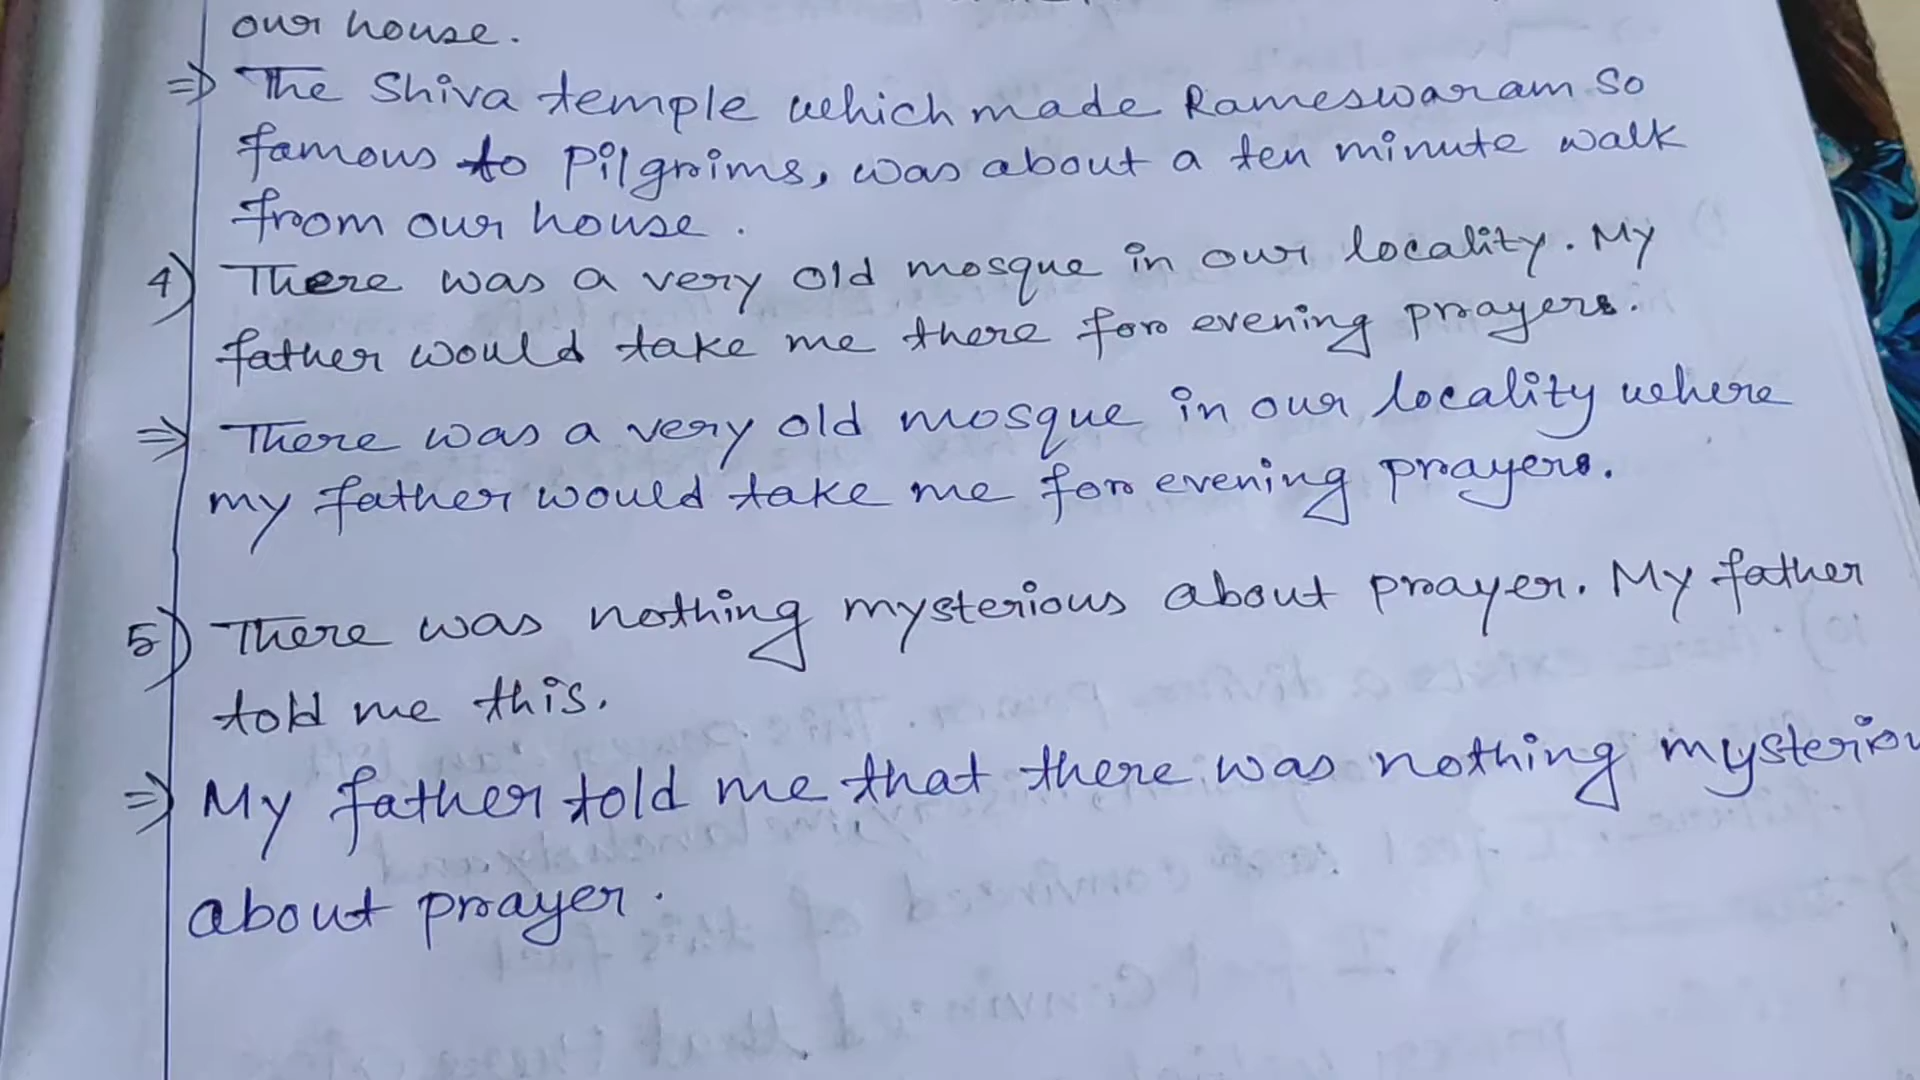 our house.
⇒ The Shiva temple which made Rameswaram so
famous to Pilgrims, was about a ten minute walk
from our house.
4) There was a very old mosque in our locality. My
father would take me there for evening prayers.
⇒ There was a very old mosque in our locality where
my father would take me for evening prayers.
5) There was nothing mysterious about prayer. My father
told me this.
⇒ My father told me that there was nothing mysteriou
about prayer.